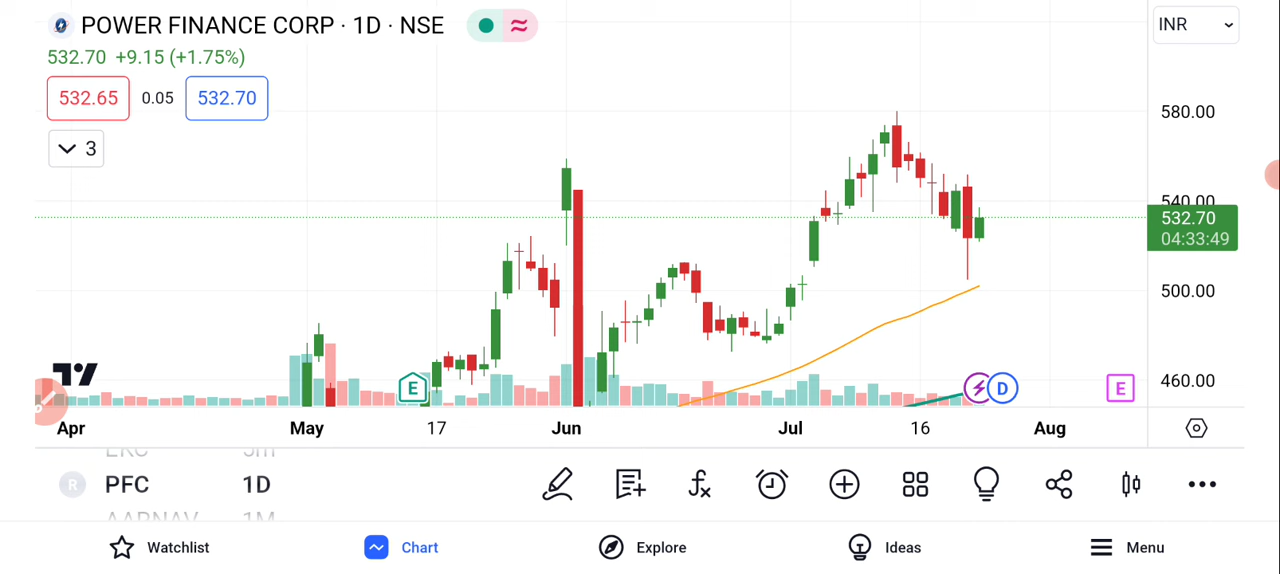 POWER FINANCE CORP · 1D · NSE
INR
532.70 +9.15 (+1.75%)
532.65 0.05 532.70
3
580.00
540.00
532.70
04:33:49
500.00
460.00
E
D
E
Apr May 17 Jun Jul 16 Aug
R PFC 1D
AARNAV 1M
Watchlist Chart Explore Ideas Menu